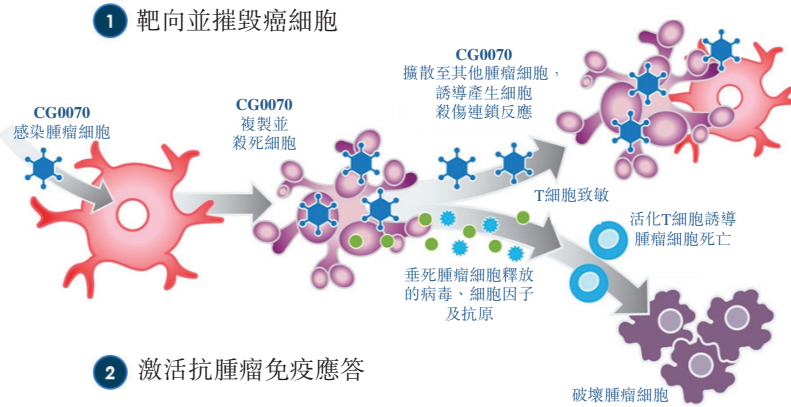 1 靶向並摧毀癌細胞
CG0070
感染腫瘤細胞
CG0070
複製並
殺死細胞
CG0070
擴散至其他腫瘤細胞，
誘導產生細胞
殺傷連鎖反應
T細胞致敏
活化T細胞誘導
腫瘤細胞死亡
垂死腫瘤細胞釋放
的病毒、細胞因子
及抗原
2 激活抗腫瘤免疫應答
破壞腫瘤細胞